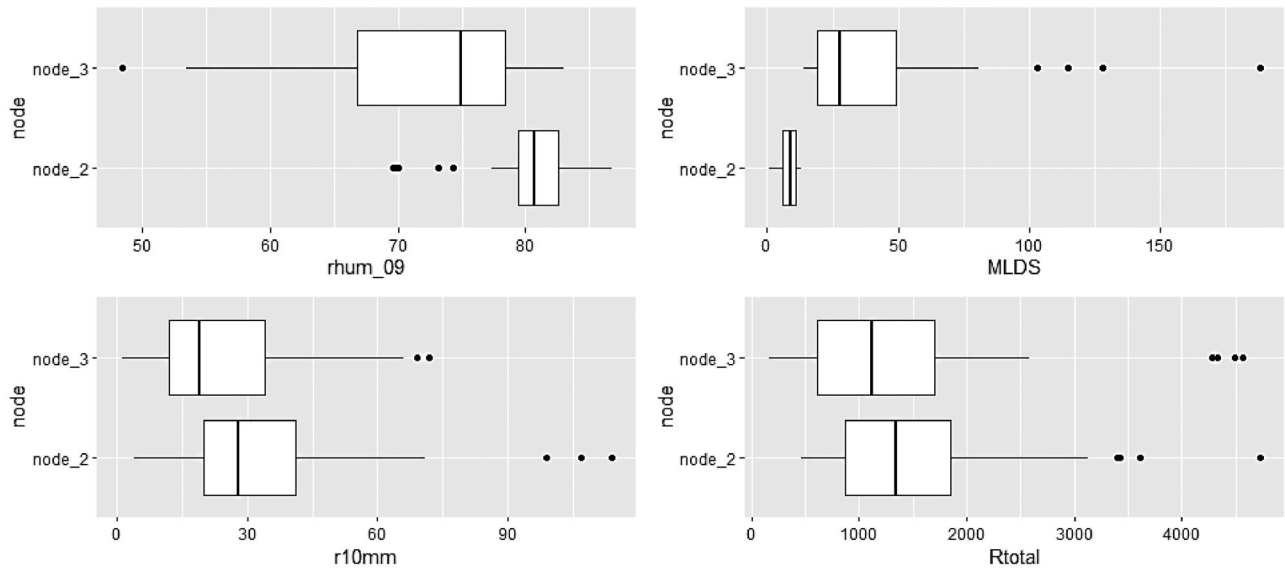 node
node_3
node_2
50 60 70 80
rhum_09
node
node_3
node_2
0 50 100 150
MLDS
node
node_3
node_2
0 30 60 90
r10mm
node
node_3
node_2
0 1000 2000 3000 4000
Rtotal